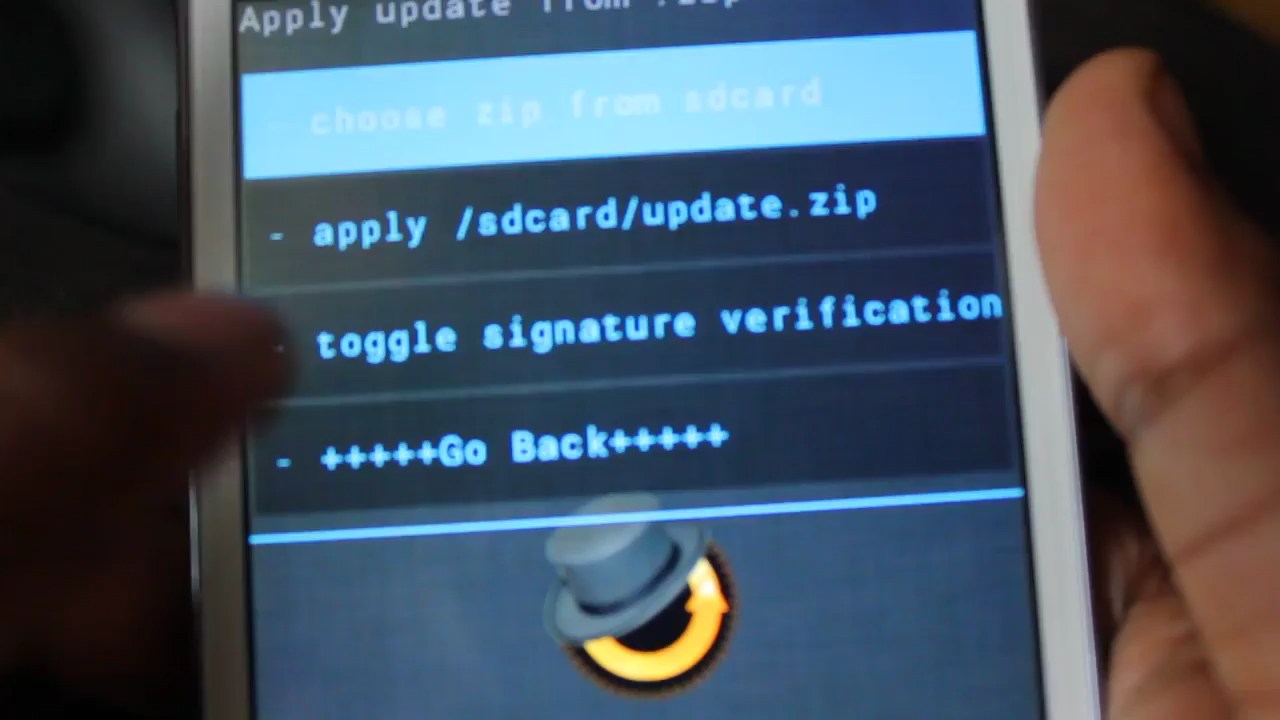 Apply update from .zip
choose zip from sdcard
- apply /sdcard/update.zip
- toggle signature verification
- +++++Go Back+++++